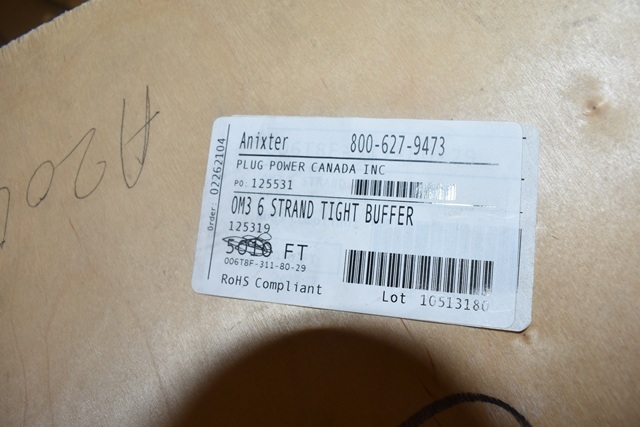 Anixter 800-627-9473
PLUG POWER CANADA INC
PO. 125531
OM3 6 STRAND TIGHT BUFFER
125319
5010 FT
006T8F-311-80-29
RoHS Compliant
Lot 10513180
Order: 02262104